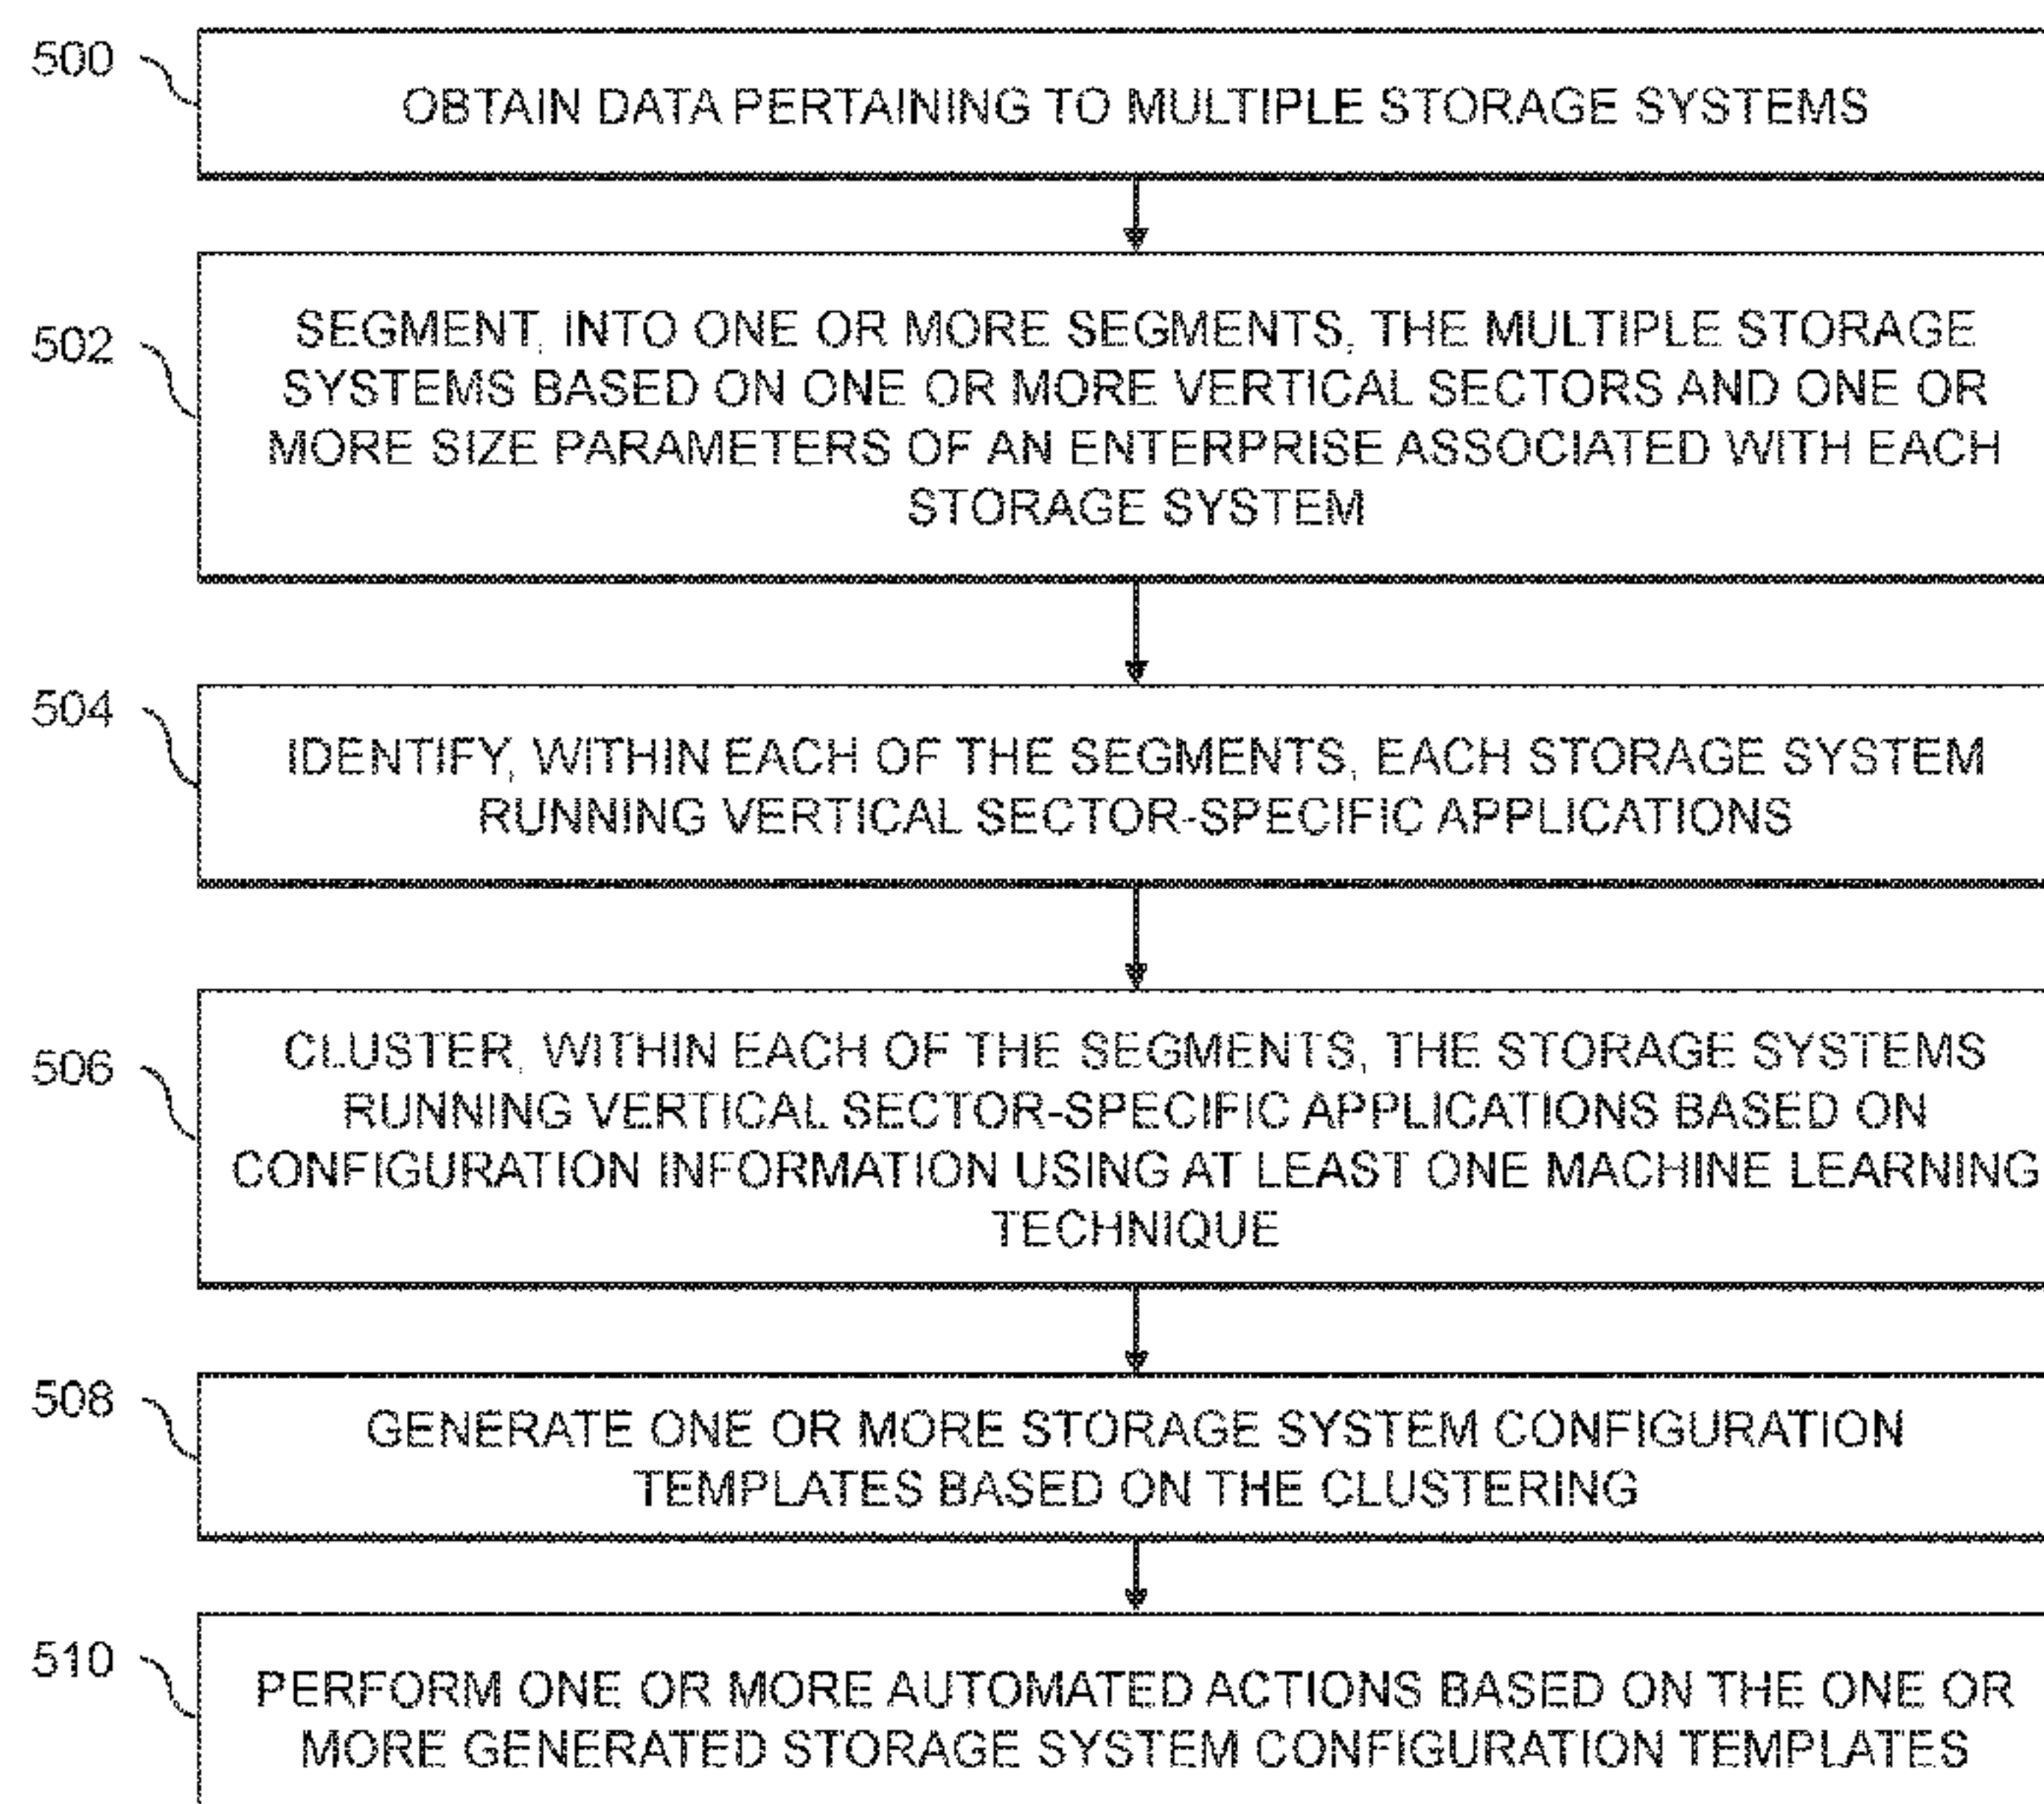 500
OBTAIN DATA PERTAINING TO MULTIPLE STORAGE SYSTEMS
502
SEGMENT, INTO ONE OR MORE SEGMENTS, THE MULTIPLE STORAGE
SYSTEMS BASED ON ONE OR MORE VERTICAL SECTORS AND ONE OR
MORE SIZE PARAMETERS OF AN ENTERPRISE ASSOCIATED WITH EACH
STORAGE SYSTEM
504
IDENTIFY, WITHIN EACH OF THE SEGMENTS, EACH STORAGE SYSTEM
RUNNING VERTICAL SECTOR-SPECIFIC APPLICATIONS
506
CLUSTER, WITHIN EACH OF THE SEGMENTS, THE STORAGE SYSTEMS
RUNNING VERTICAL SECTOR-SPECIFIC APPLICATIONS BASED ON
CONFIGURATION INFORMATION USING AT LEAST ONE MACHINE LEARNING
TECHNIQUE
508
GENERATE ONE OR MORE STORAGE SYSTEM CONFIGURATION
TEMPLATES BASED ON THE CLUSTERING
510
PERFORM ONE OR MORE AUTOMATED ACTIONS BASED ON THE ONE OR
MORE GENERATED STORAGE SYSTEM CONFIGURATION TEMPLATES